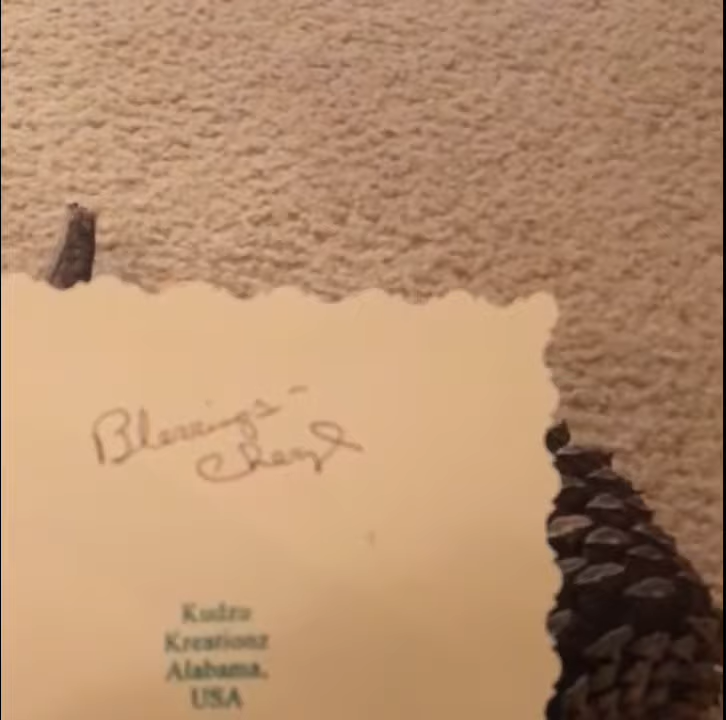 Blessings -
Cheryl
Kudzu
Kreationz
Alabama,
USA